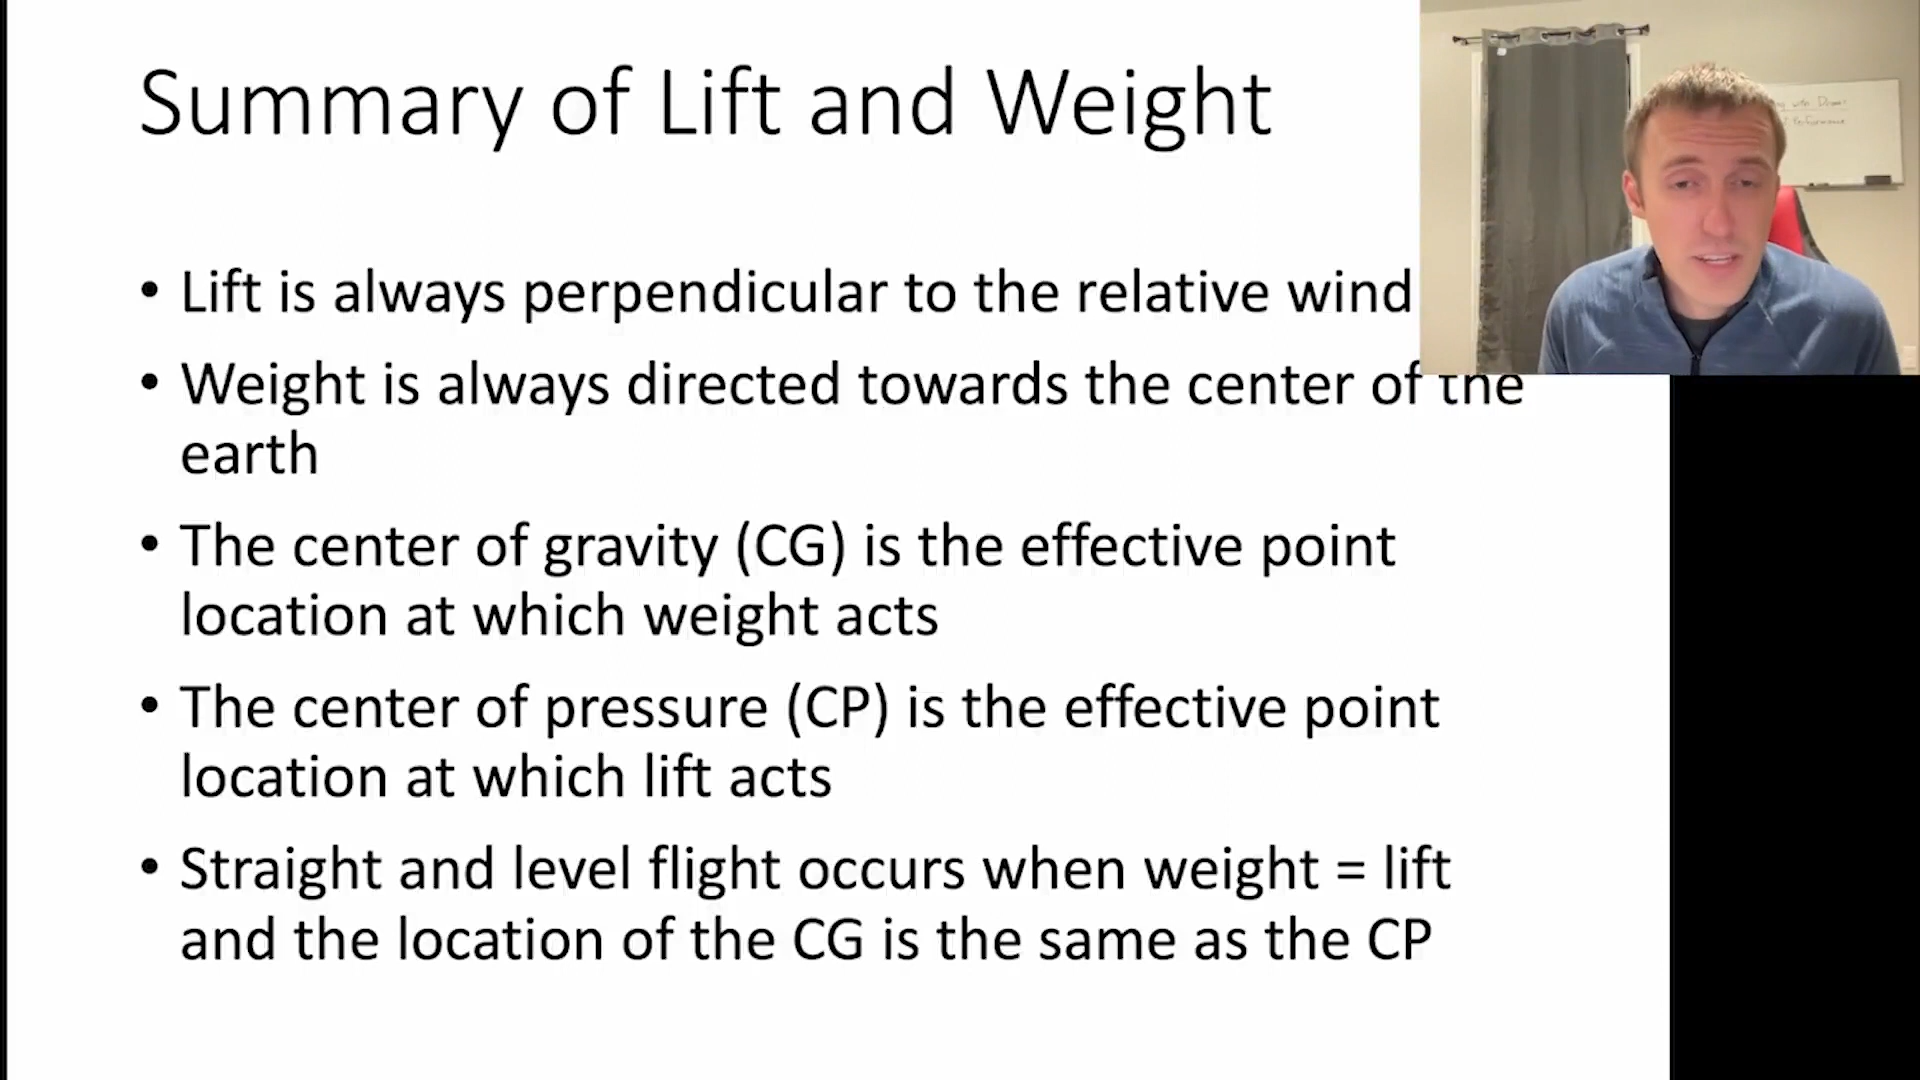 Summary of Lift and Weight
• Lift is always perpendicular to the relative wind
• Weight is always directed towards the center of the
earth
• The center of gravity (CG) is the effective point
location at which weight acts
• The center of pressure (CP) is the effective point
location at which lift acts
• Straight and level flight occurs when weight = lift
and the location of the CG is the same as the CP
with